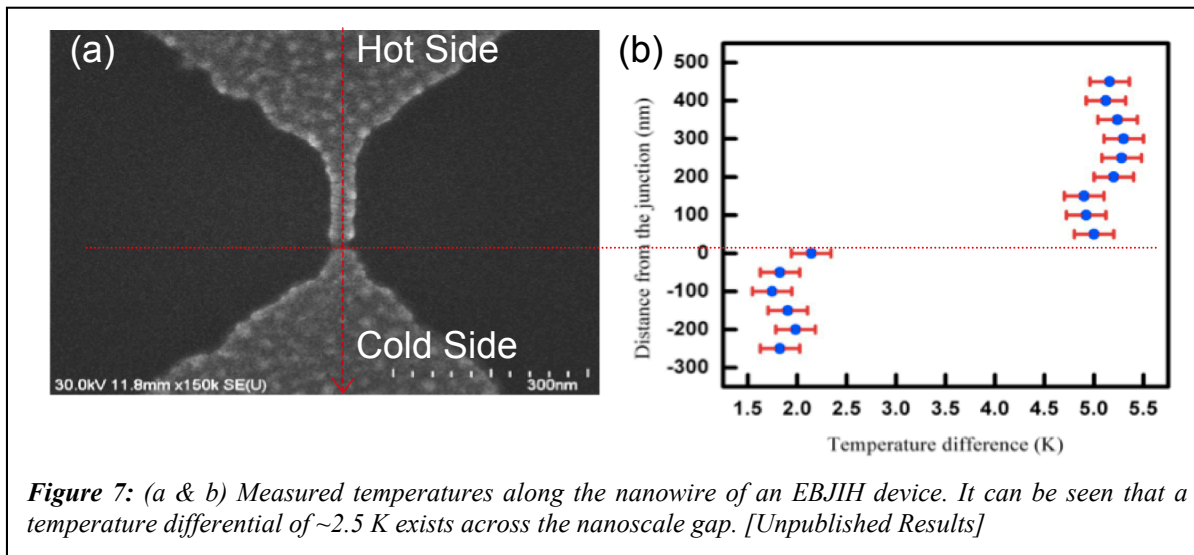 (a)
Hot Side
Cold Side
30.0kV 11.8mm x150k SE(U)
300nm
(b)
Distance from the junction (nm)
500
400
300
200
100
0
-100
-200
-300
1.5 2.0 2.5 3.0 3.5 4.0 4.5 5.0 5.5
Temperature difference (K)
Figure 7: (a & b) Measured temperatures along the nanowire of an EBJIH device. It can be seen that a
temperature differential of ~2.5 K exists across the nanoscale gap. [Unpublished Results]